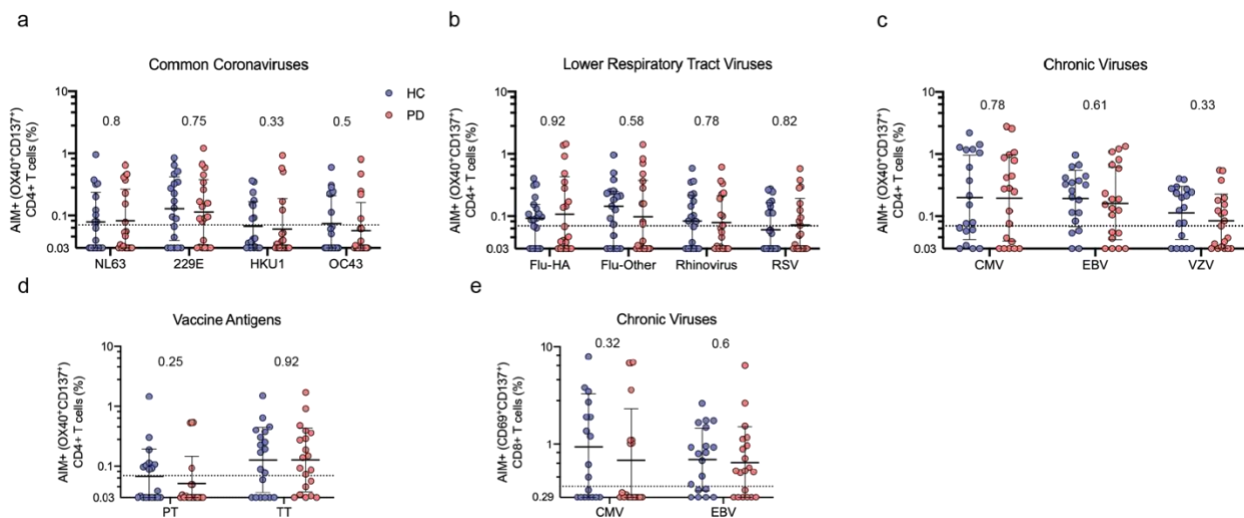 a
Common Coronaviruses
HC
PD
AIM+ (OX40⁺CD137⁺)
CD4+ T cells (%)
10
1
0.1
0.03
0.8
0.75
0.33
0.5
NL63
229E
HKU1
OC43
b
Lower Respiratory Tract Viruses
AIM+ (OX40⁺CD137⁺)
CD4+ T cells (%)
10
1
0.1
0.03
0.92
0.58
0.78
0.82
Flu-HA
Flu-Other
Rhinovirus
RSV
c
Chronic Viruses
AIM+ (OX40⁺CD137⁺)
CD4+ T cells (%)
10
1
0.1
0.03
0.78
0.61
0.33
CMV
EBV
VZV
d
Vaccine Antigens
AIM+ (OX40⁺CD137⁺)
CD4+ T cells (%)
10
1
0.1
0.03
0.25
0.92
PT
TT
e
Chronic Viruses
AIM+ (CD69⁺CD137⁺)
CD8+ T cells (%)
10
1
0.29
0.32
0.6
CMV
EBV